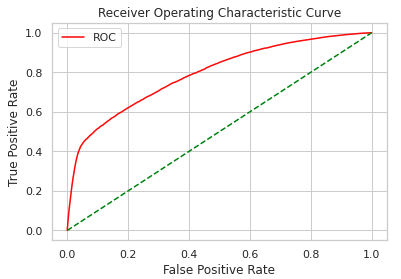 Receiver Operating Characteristic Curve
ROC
True Positive Rate
1.0
0.8
0.6
0.4
0.2
0.0
0.0 0.2 0.4 0.6 0.8 1.0
False Positive Rate